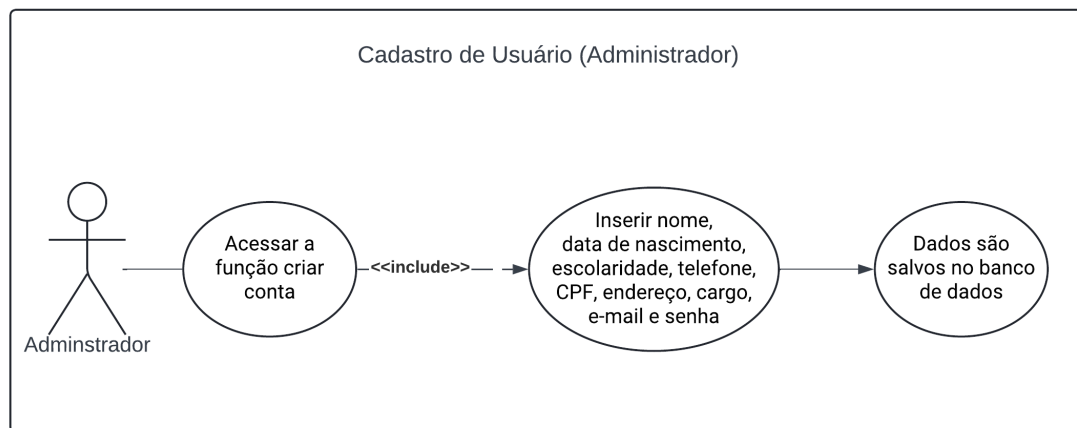 Cadastro de Usuário (Administrador)
Acessar a
função criar
conta
<<include>>
Inserir nome,
data de nascimento,
escolaridade, telefone,
CPF, endereço, cargo,
e-mail e senha
Dados são
salvos no banco
de dados
Adminstrador